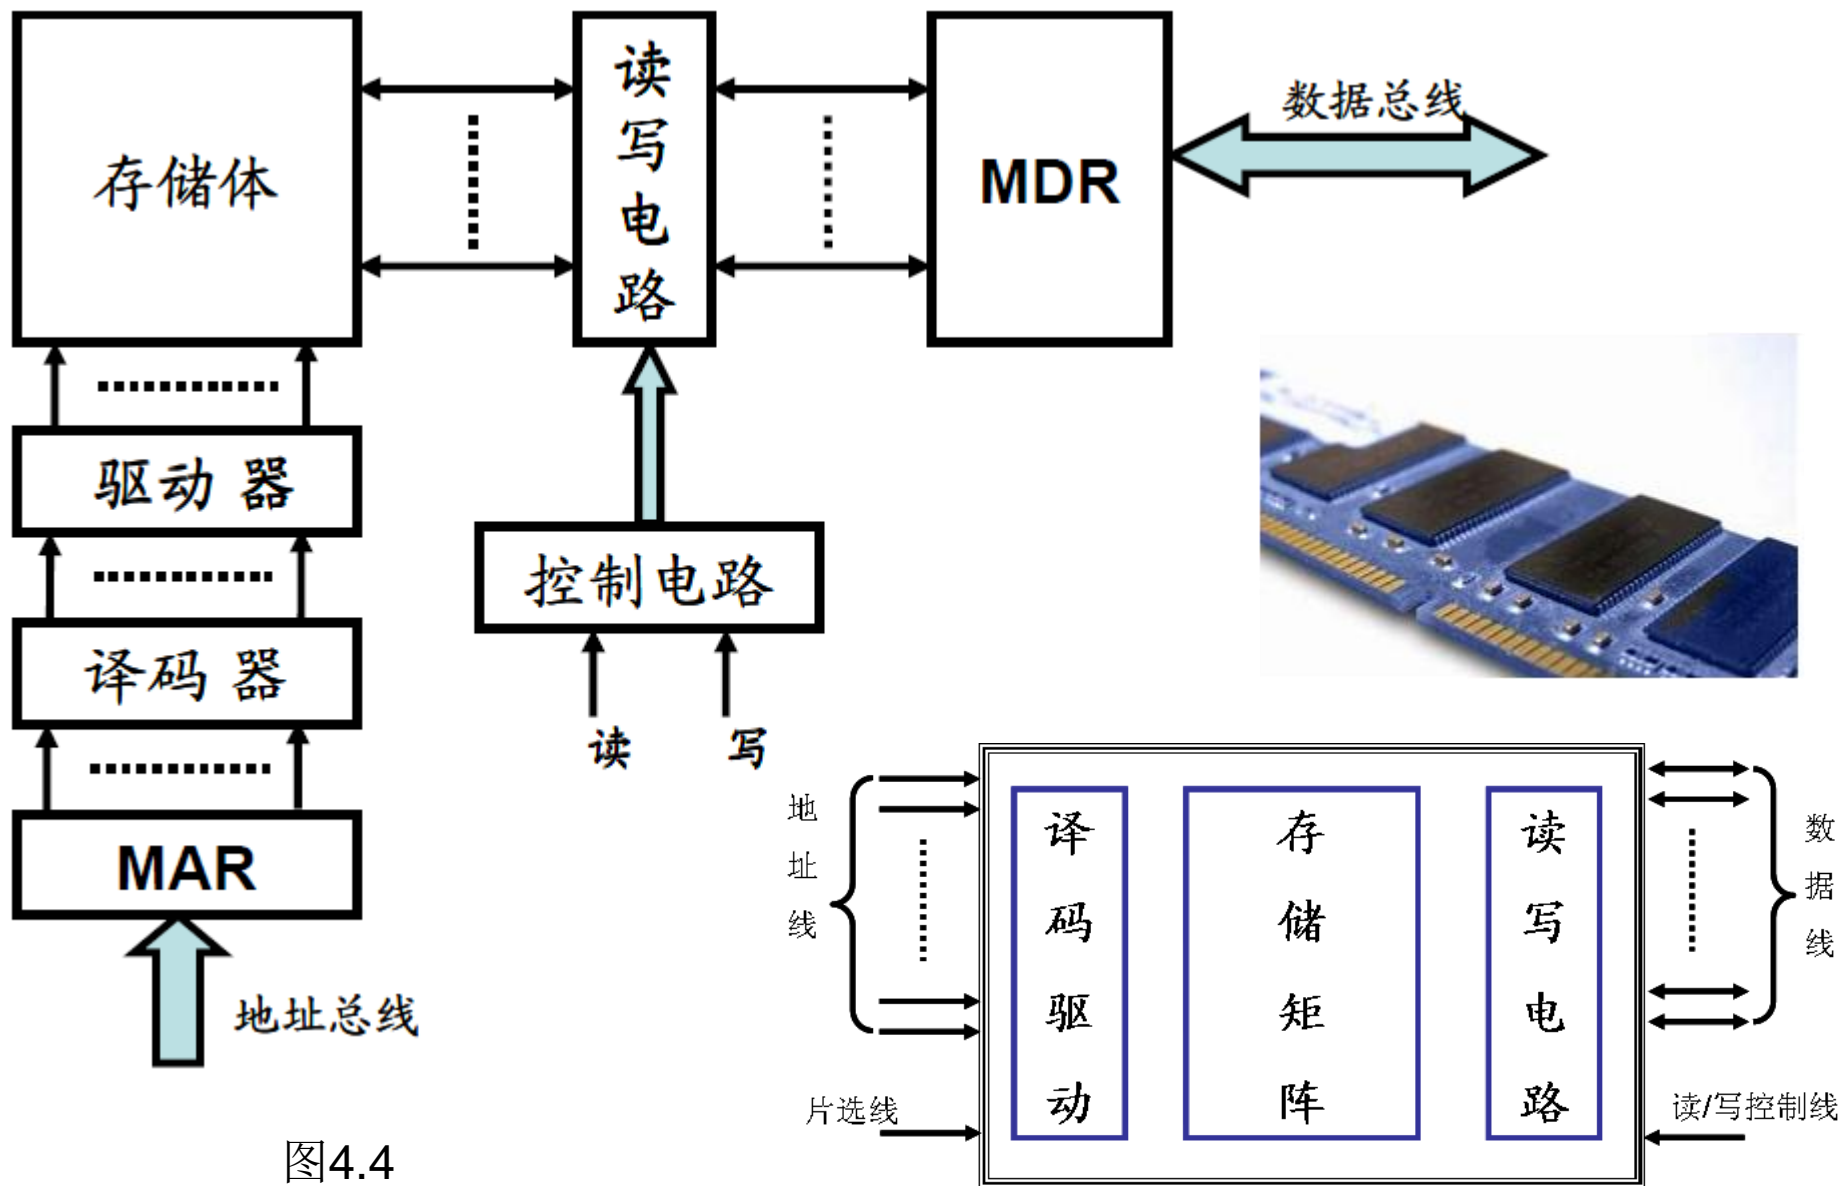 存储体
读写电路
MDR
数据总线
驱动 器
控制电路
译码 器
读
写
MAR
地址总线
图4.4
地址线
片选线
译码驱动
存储矩阵
读写电路
数据线
读/写控制线